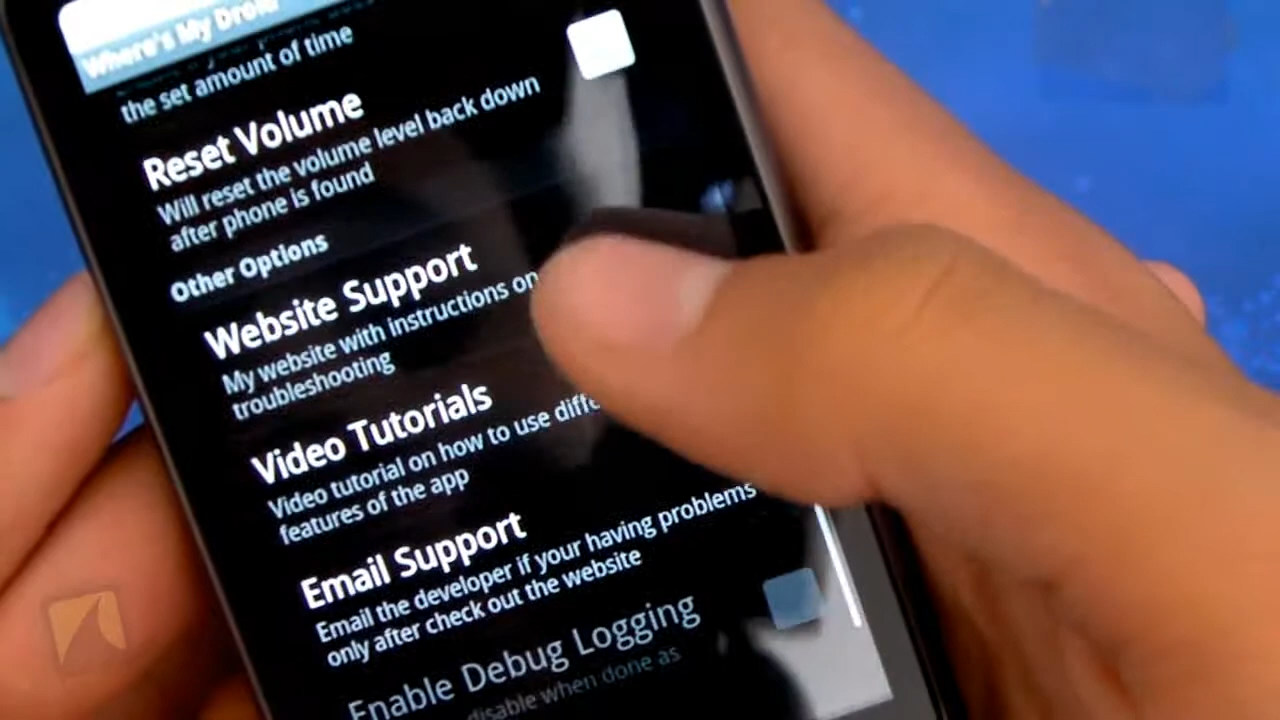 Where's My Droid
the set amount of time
Reset Volume
Will reset the volume level back down
after phone is found
Other Options
Website Support
My website with instructions on
troubleshooting
Video Tutorials
Video tutorial on how to use
features of the app
Email Support
Email the developer if your having problems
only after check out the website
Enable Debug Logging
disable when done as